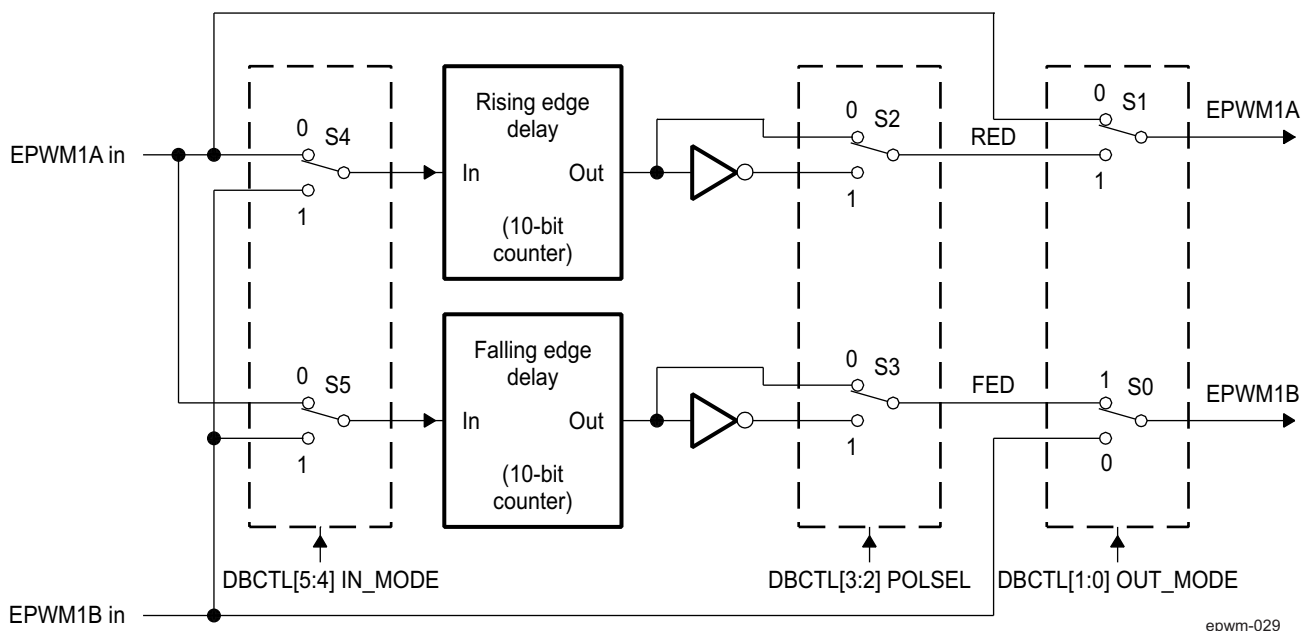 EPWM1A in
0
S4
1
Rising edge
delay
In
Out
(10-bit
counter)
0
S2
1
RED
0
S1
1
EPWM1A
0
S5
1
Falling edge
delay
In
Out
(10-bit
counter)
0
S3
1
FED
1
S0
0
EPWM1B
DBCTL[5:4] IN_MODE
DBCTL[3:2] POLSEL
DBCTL[1:0] OUT_MODE
EPWM1B in
epwm-029